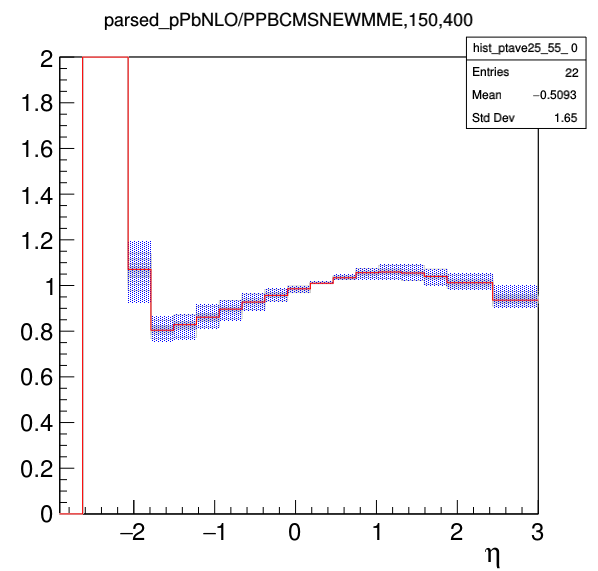 parsed_pPbNLO/PPBCMSNEWMME,150,400
hist_ptave25_55_ 0
Entries 22
Mean −0.5093
Std Dev 1.65
2
1.8
1.6
1.4
1.2
1
0.8
0.6
0.4
0.2
0
−2 −1 0 1 2 3
η